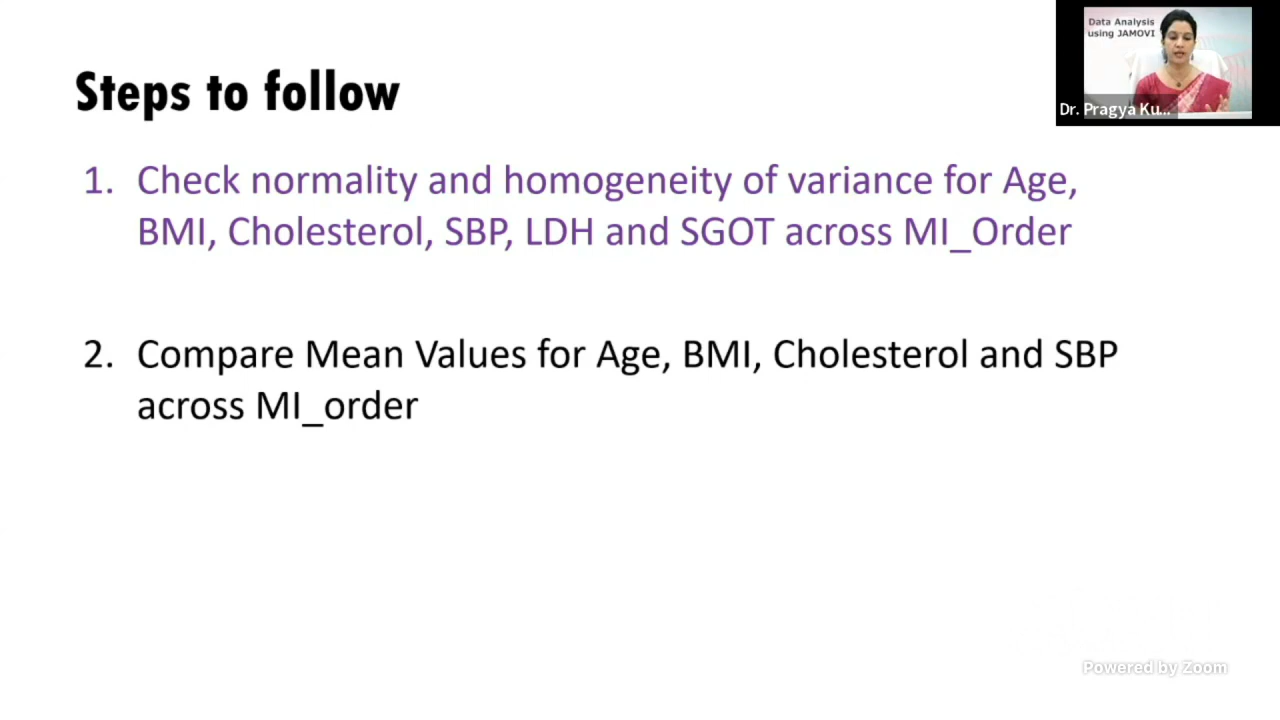 Data Analysis
using JAMOVI
Dr. Pragya Ku...
Steps to follow
1. Check normality and homogeneity of variance for Age,
BMI, Cholesterol, SBP, LDH and SGOT across MI_Order
2. Compare Mean Values for Age, BMI, Cholesterol and SBP
across MI_order
Powered by Zoom